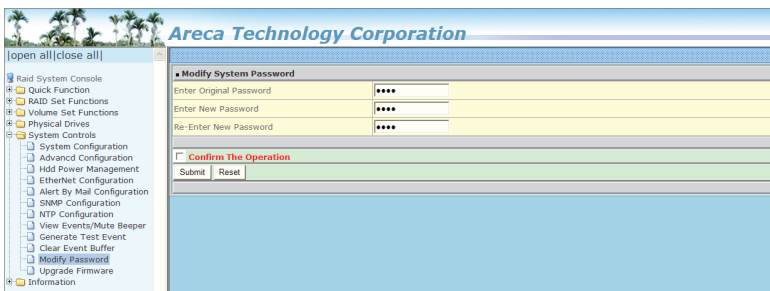 Areca Technology Corporation
|open all|close all|
Raid System Console
Quick Function
RAID Set Functions
Volume Set Functions
Physical Drives
System Controls
System Configuration
Advancd Configuration
Hdd Power Management
EtherNet Configuration
Alert By Mail Configuration
SNMP Configuration
NTP Configuration
View Events/Mute Beeper
Generate Test Event
Clear Event Buffer
Modify Password
Upgrade Firmware
Information
Modify System Password
Enter Original Password ••••
Enter New Password ••••
Re-Enter New Password ••••
Confirm The Operation
Submit Reset